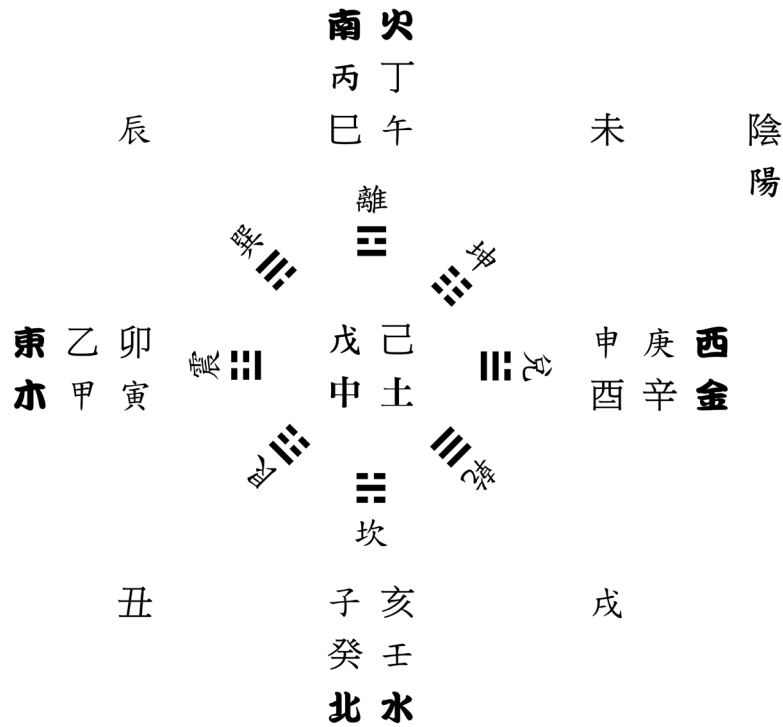 南 火
丙 丁
辰 巳 午 未 陰
陽
離
巽 坤
東 乙 卯 震 戊 己 兌 申 庚 西
木 甲 寅 中 土 酉 辛 金
艮 乾
坎
丑 子 亥 戌
癸 壬
北 水